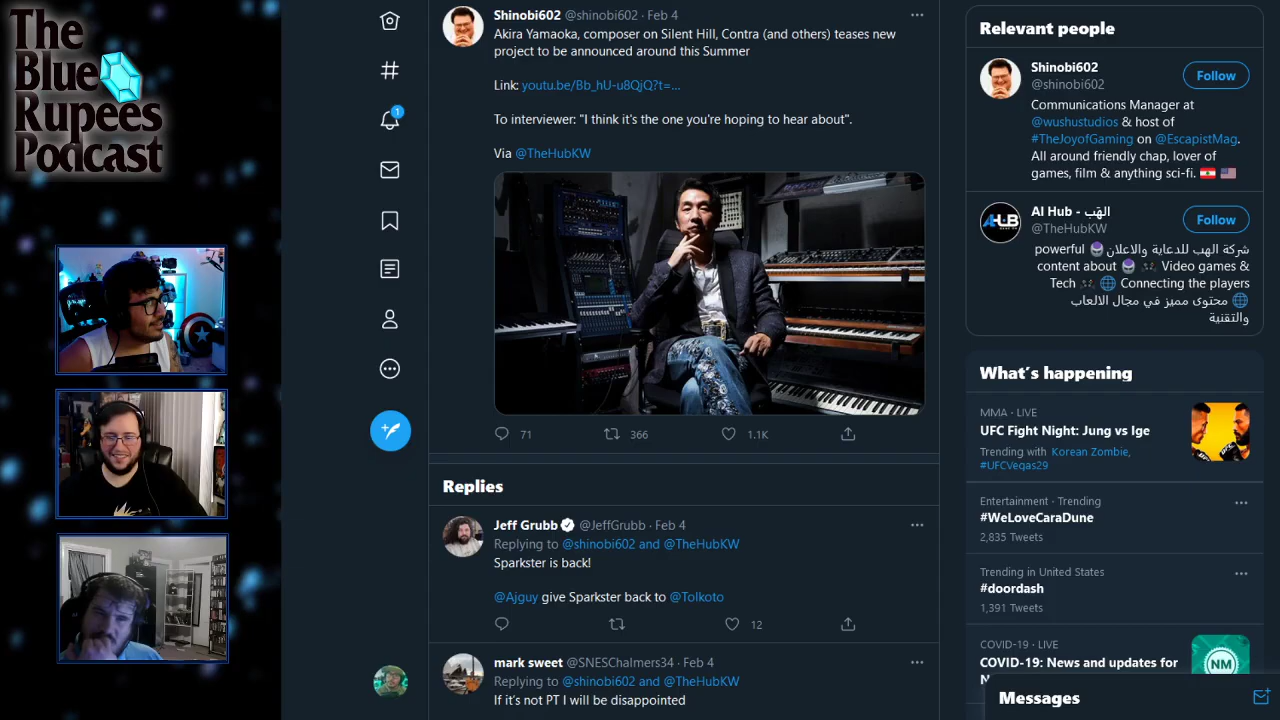 The
Blue
Rupees
Podcast
Shinobi602 @shinobi602 · Feb 4
Akira Yamaoka, composer on Silent Hill, Contra (and others) teases new
project to be announced around this Summer
Link: youtu.be/Bb_hU-u8QjQ?t=...
To interviewer: "I think it's the one you're hoping to hear about".
Via @TheHubKW
71 366 1.1K
Replies
Jeff Grubb @JeffGrubb · Feb 4
Replying to @shinobi602 and @TheHubKW
Sparkster is back!
@Ajguy give Sparkster back to @Tolkoto
12
mark sweet @SNESChalmers34 · Feb 4
Replying to @shinobi602 and @TheHubKW
If it's not PT I will be disappointed
1
Relevant people
Shinobi602
@shinobi602
Follow
Communications Manager at
@wushustudios & host of
#TheJoyofGaming on @EscapistMag.
All around friendly chap, lover of
games, film & anything sci-fi.
Al Hub - الهَب
@TheHubKW
Follow
شركة الهب للدعاية والاعلان powerful
content about Video games &
Tech Connecting the players
محتوى مميز في مجال الالعاب
والتقنية
What's happening
MMA · LIVE
UFC Fight Night: Jung vs Ige
Trending with Korean Zombie,
#UFCVegas29
Entertainment · Trending
#WeLoveCaraDune
2,835 Tweets
Trending in United States
#doordash
1,391 Tweets
COVID-19 · LIVE
COVID-19: News and updates for
NM
Messages